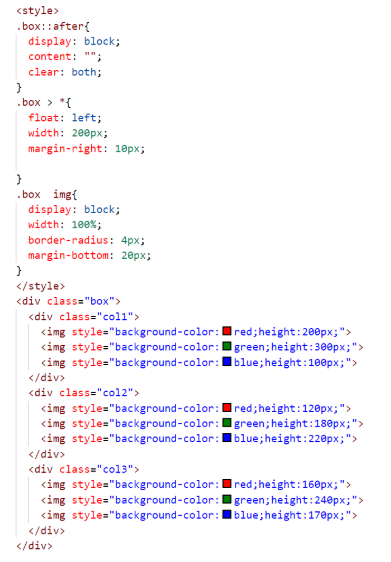 <style>
.box::after{
display: block;
content: "";
clear: both;
}
.box > *{
float: left;
width: 200px;
margin-right: 10px;
}
.box  img{
display: block;
width: 100%;
border-radius: 4px;
margin-bottom: 20px;
}
</style>
<div class="box">
<div class="col1">
<img style="background-color:red;height:200px;">
<img style="background-color:green;height:300px;">
<img style="background-color:blue;height:100px;">
</div>
<div class="col2">
<img style="background-color:red;height:120px;">
<img style="background-color:green;height:180px;">
<img style="background-color:blue;height:220px;">
</div>
<div class="col3">
<img style="background-color:red;height:160px;">
<img style="background-color:green;height:240px;">
<img style="background-color:blue;height:170px;">
</div>
</div>